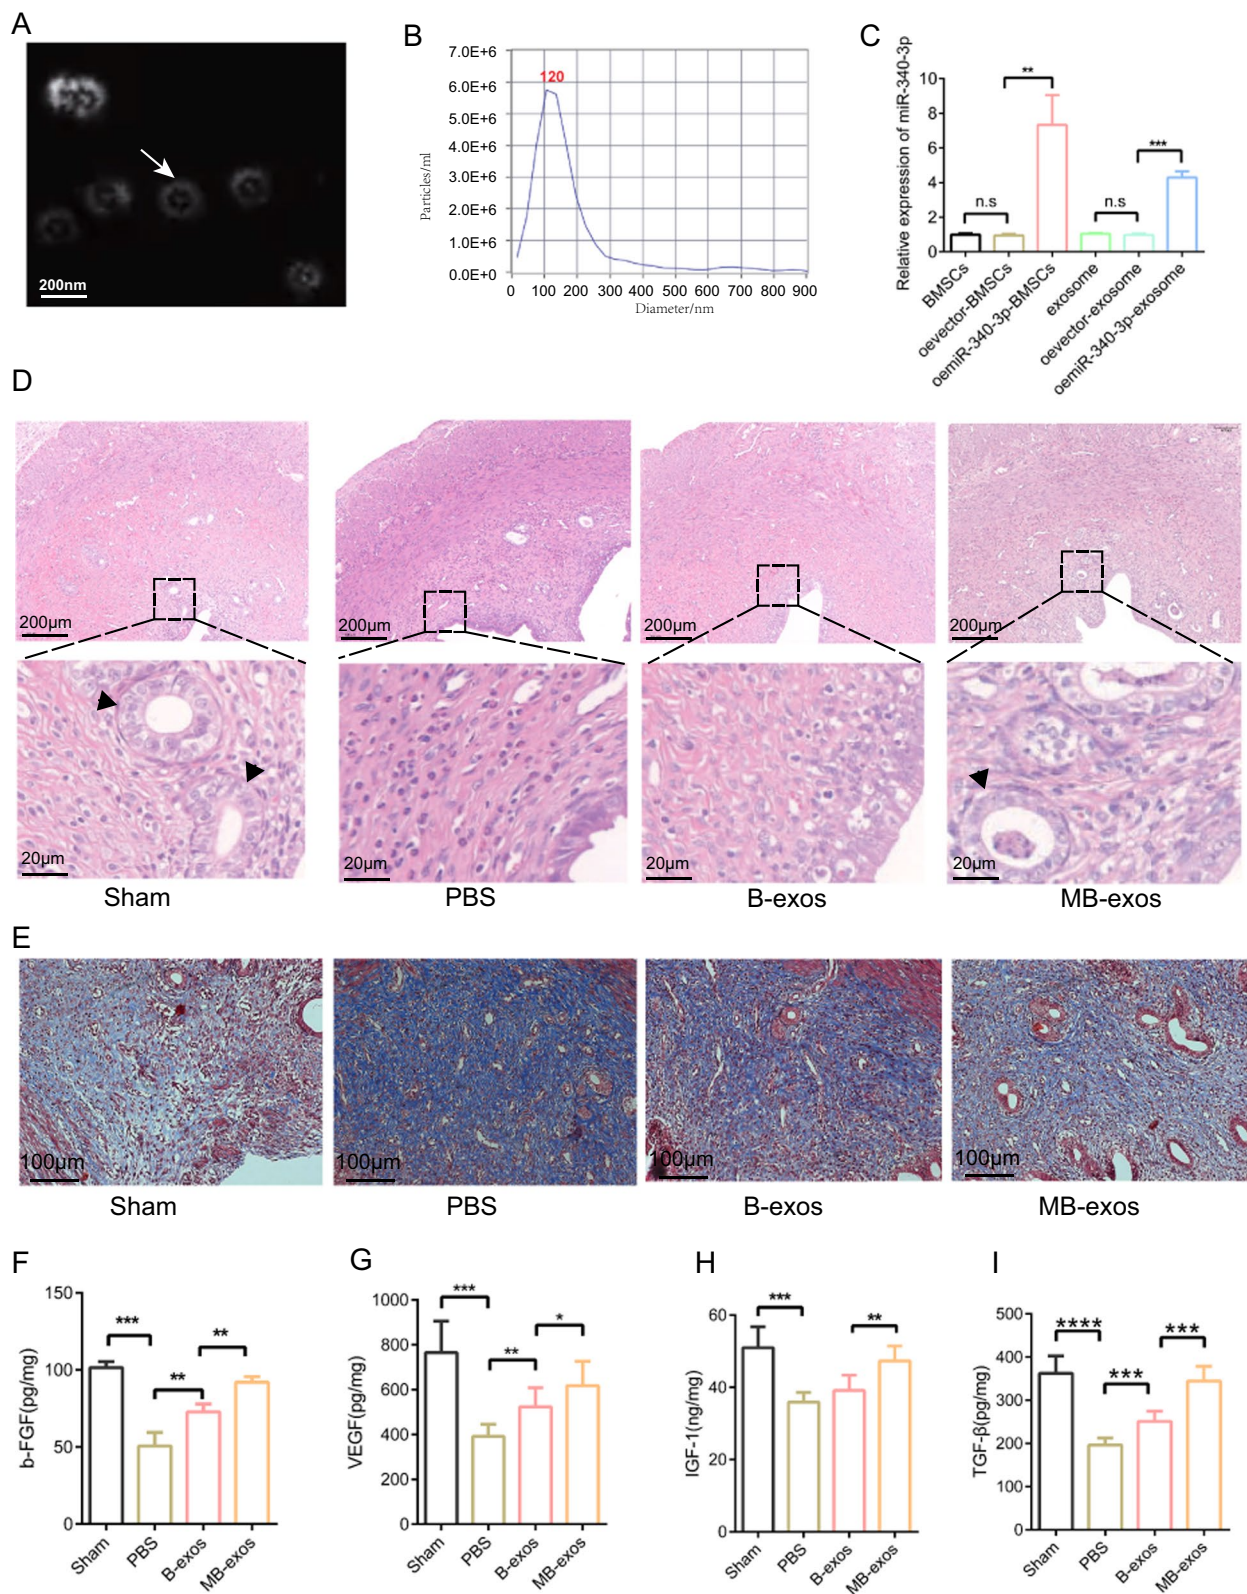 A
200nm
B
7.0E+6
6.0E+6
5.0E+6
4.0E+6
3.0E+6
2.0E+6
1.0E+6
0.0E+0
Particles/ml
120
0 100 200 300 400 500 600 700 800 900
Diameter/nm
C
Relative expression of miR-340-3p
10
8
6
4
2
0
n.s
**
n.s
***
BMSCs
oevector-BMSCs
oemiR-340-3p-BMSCs
exosome
oevector-exosome
oemiR-340-3p-exosome
D
200μm 200μm 200μm 200μm
20μm 20μm 20μm 20μm
Sham PBS B-exos MB-exos
E
100μm 100μm 100μm 100μm
Sham PBS B-exos MB-exos
F
b-FGF(pg/mg)
150
100
50
0
***
**
**
Sham PBS B-exos MB-exos
G
VEGF(pg/mg)
1000
800
600
400
200
0
***
**
*
Sham PBS B-exos MB-exos
H
IGF-1(ng/mg)
60
40
20
0
***
**
Sham PBS B-exos MB-exos
I
TGF-β(pg/mg)
500
400
300
200
100
0
****
***
***
Sham PBS B-exos MB-exos